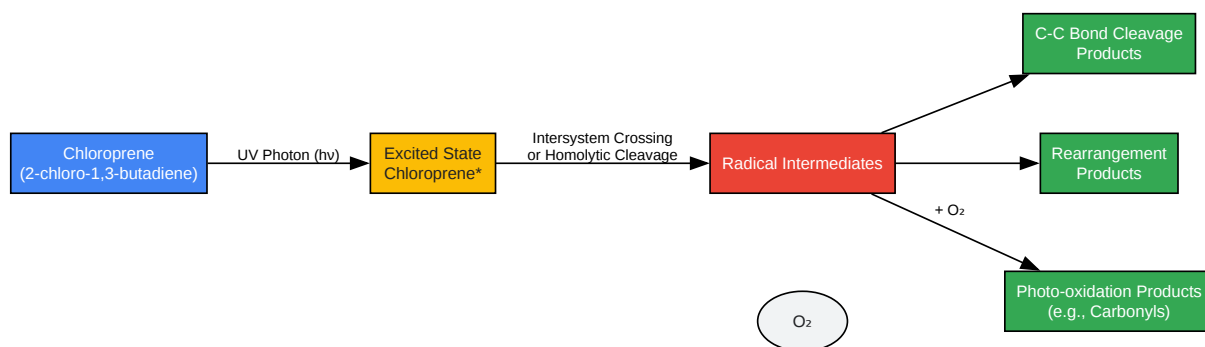 Chloroprene
(2-chloro-1,3-butadiene)
UV Photon (hν)
Excited State
Chloroprene*
Intersystem Crossing
or Homolytic Cleavage
Radical Intermediates
C-C Bond Cleavage
Products
Rearrangement
Products
+ O₂
Photo-oxidation Products
(e.g., Carbonyls)
O₂